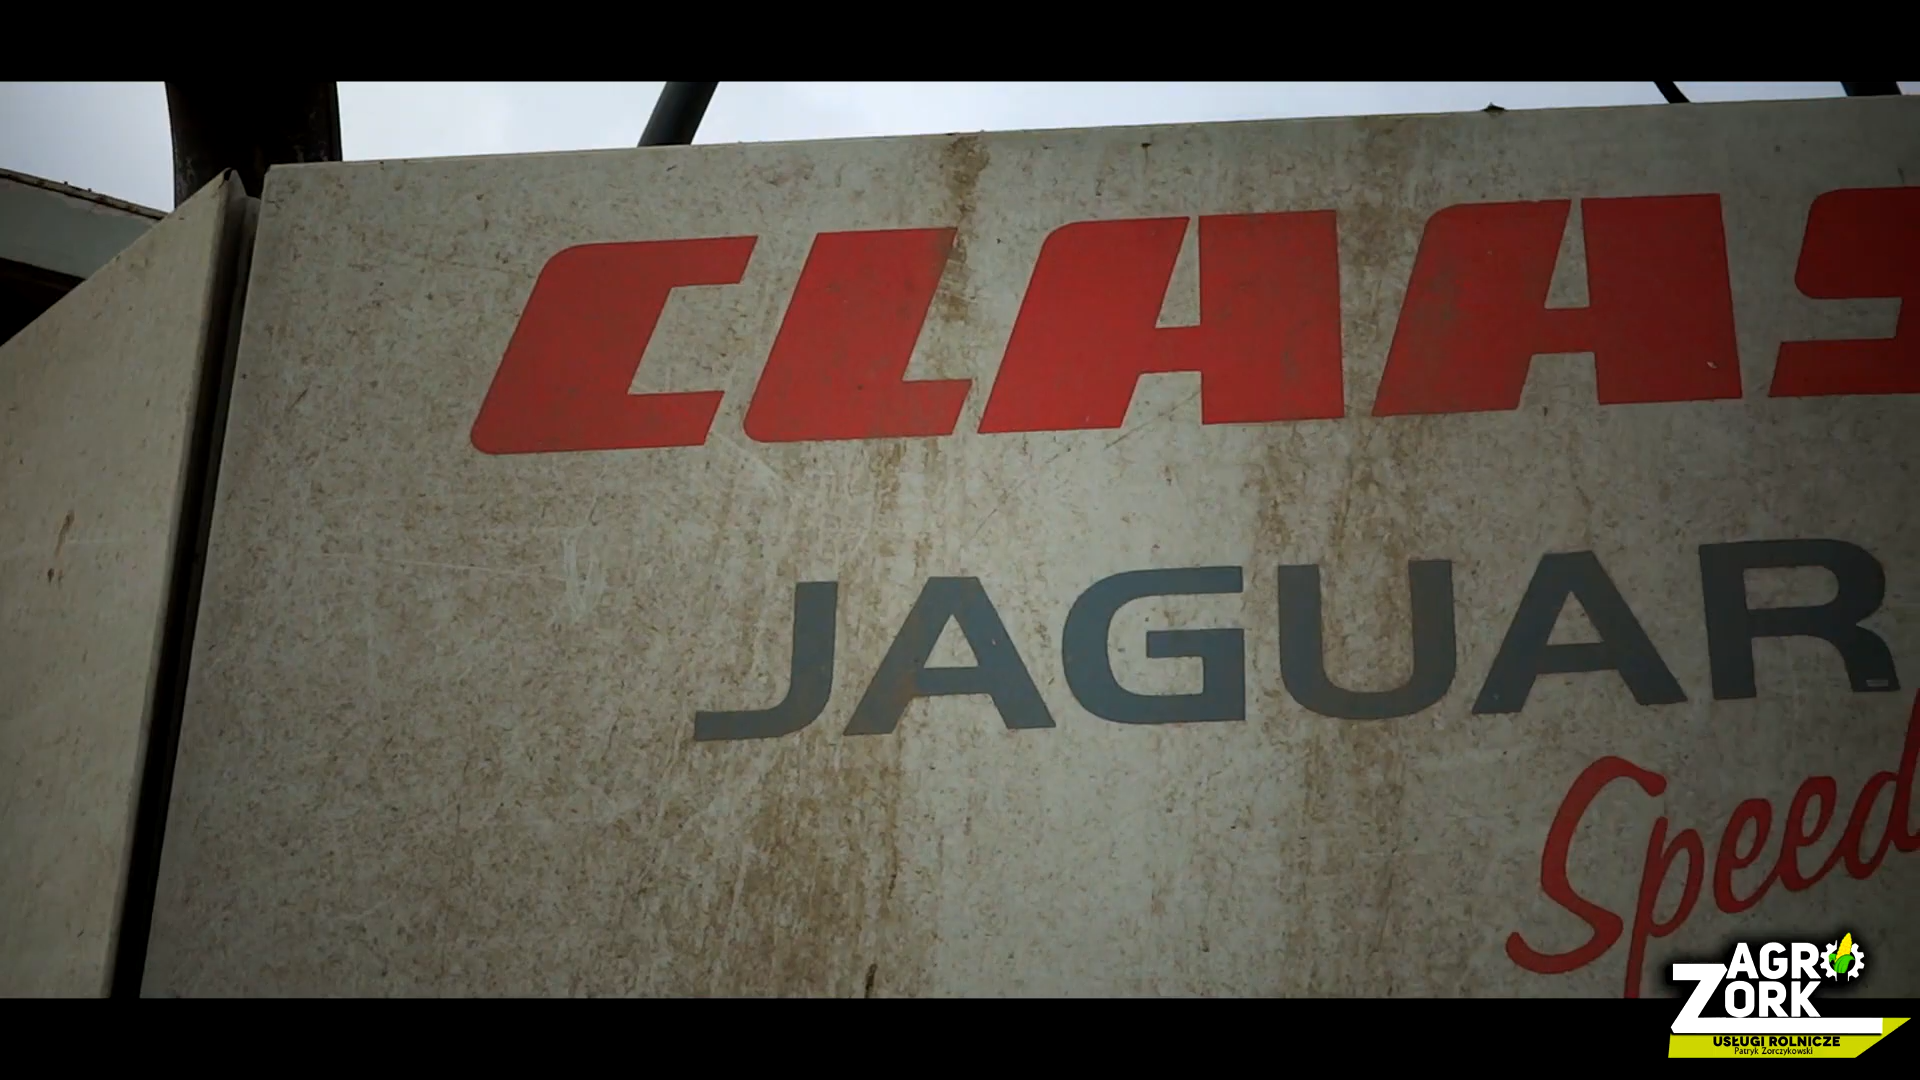 CLAAS
JAGUAR
Speed
AGRO
ZORK
USŁUGI ROLNICZE
Patryk Zorczykowski